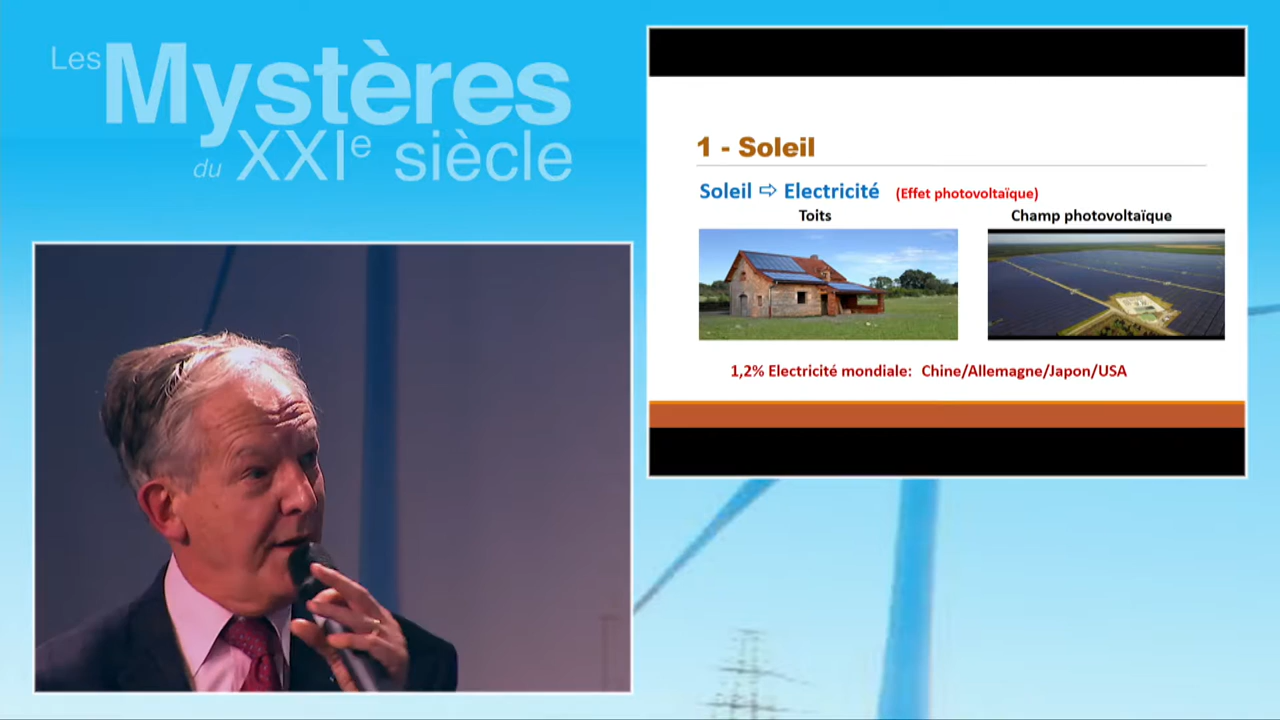 Les Mystères
du XXIe siècle
1 - Soleil
Soleil ⇨ Electricité (Effet photovoltaïque)
Toits Champ photovoltaïque
1,2% Electricité mondiale: Chine/Allemagne/Japon/USA